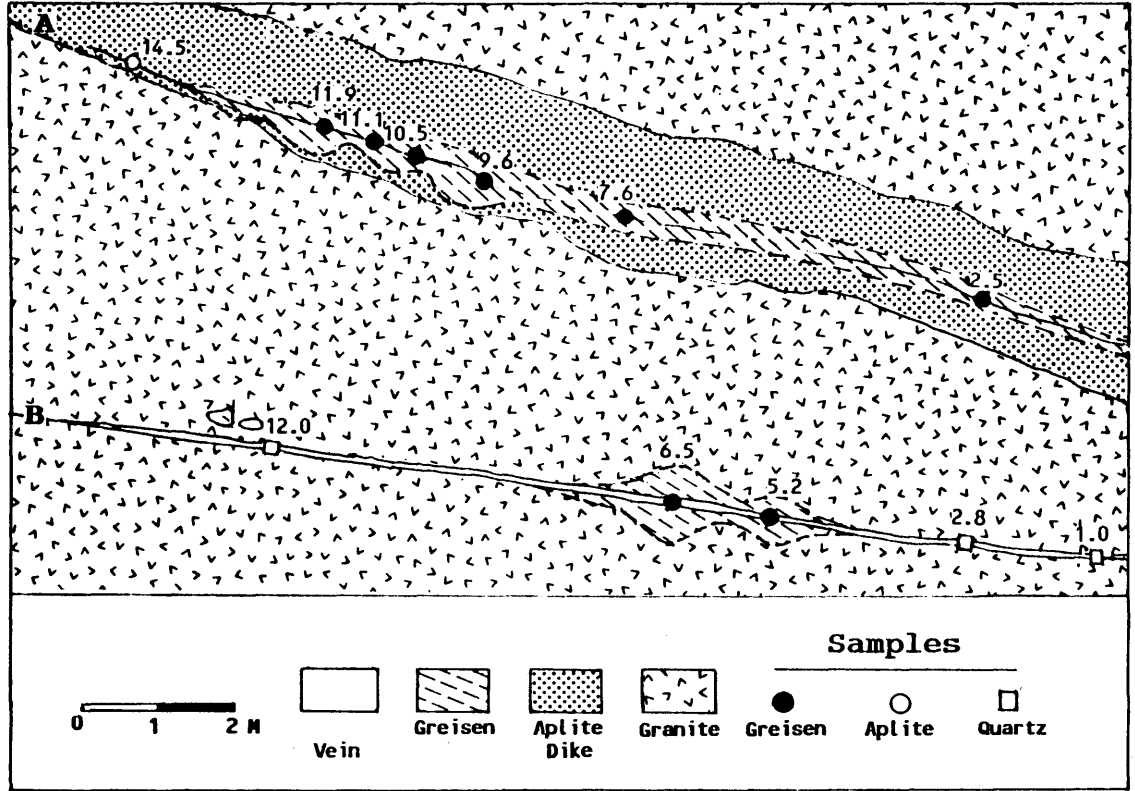 A
14.5
11.9
11.1
10.5
9.6
7.6
2.5
B
12.0
6.5
5.2
2.8
1.0
Samples
0 1 2 M
Vein
Greisen
Aplite
Dike
Granite
Greisen
Aplite
Quartz